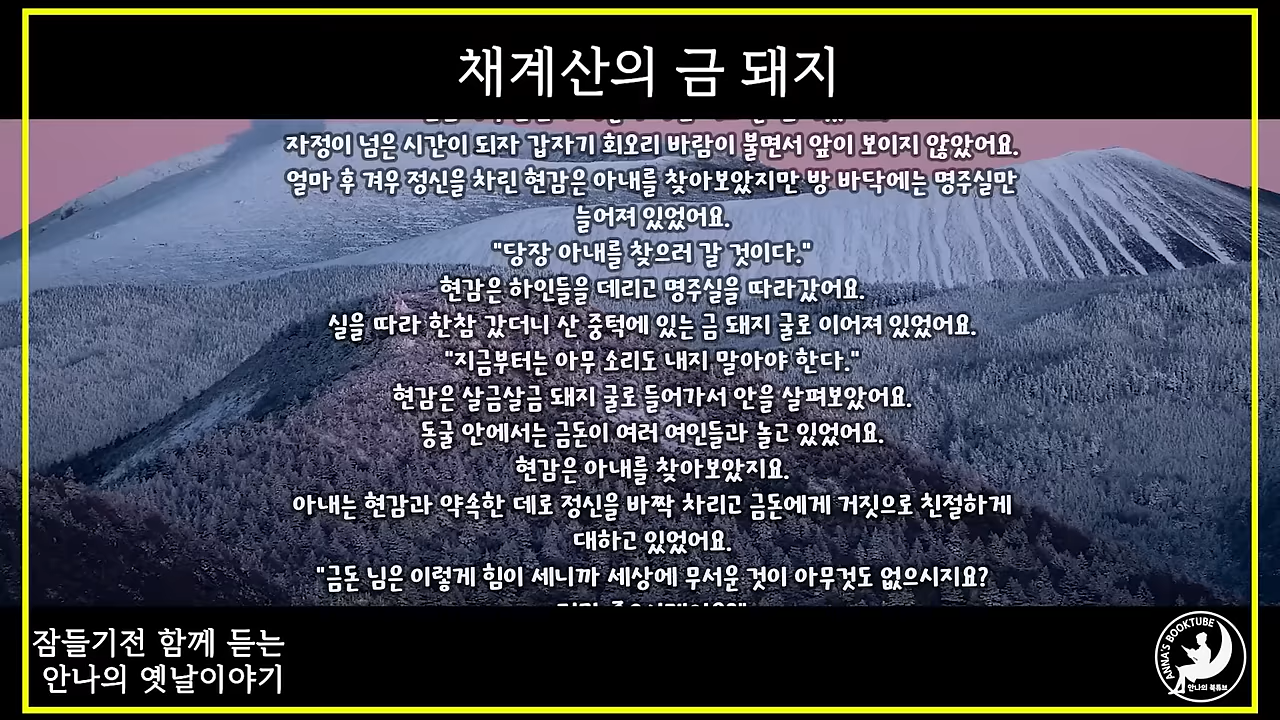 채계산의 금 돼지
자정이 넘은 시간이 되자 갑자기 회오리 바람이 불면서 앞이 보이지 않았어요.
얼마 후 겨우 정신을 차린 현감은 아내를 찾아보았지만 방 바닥에는 명주실만
늘어져 있었어요.
"당장 아내를 찾으러 갈 것이다."
현감은 하인들을 데리고 명주실을 따라갔어요.
실을 따라 한참 갔더니 산 중턱에 있는 금 돼지 굴로 이어져 있었어요.
"지금부터는 아무 소리도 내지 말아야 한다."
현감은 살금살금 돼지 굴로 들어가서 안을 살펴보았어요.
동굴 안에서는 금돈이 여러 여인들과 놀고 있었어요.
현감은 아내를 찾아보았지요.
아내는 현감과 약속한 데로 정신을 바짝 차리고 금돈에게 거짓으로 친절하게
대하고 있었어요.
"금돈 님은 이렇게 힘이 세니까 세상에 무서운 것이 아무것도 없으시지요?
잠들기전 함께 듣는
안나의 옛날이야기
ANNA'S BOOKTUBE
안나의 북튜브